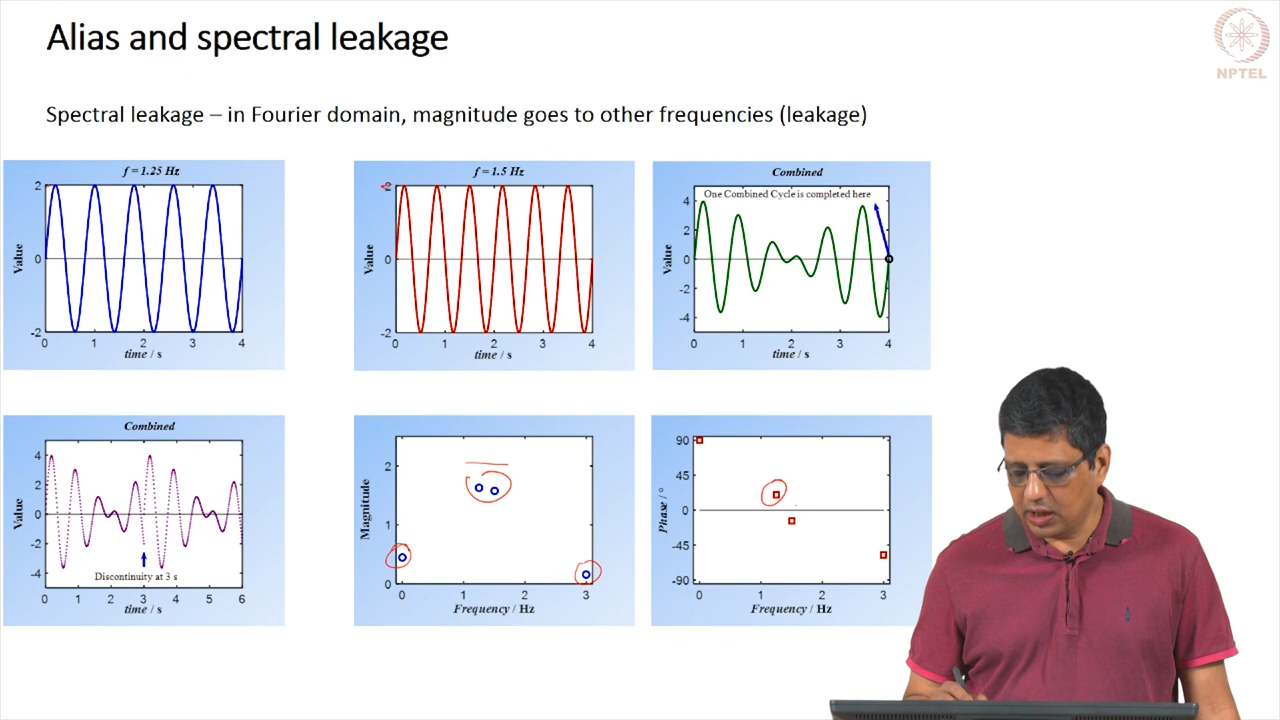 Alias and spectral leakage
NPTEL
Spectral leakage – in Fourier domain, magnitude goes to other frequencies (leakage)
f = 1.25 Hz
2
0
-2
Value
0 1 2 3 4
time / s
f = 1.5 Hz
2
0
-2
Value
0 1 2 3 4
time / s
Combined
One Combined Cycle is completed here
4
2
0
-2
-4
Value
0 1 2 3 4
time / s
Combined
4
2
0
-2
-4
Value
Discontinuity at 3 s
0 1 2 3 4 5 6
time / s
2
1
0
Magnitude
0 1 2 3
Frequency / Hz
90
45
0
-45
-90
Phase / °
0 1 2 3
Frequency / Hz